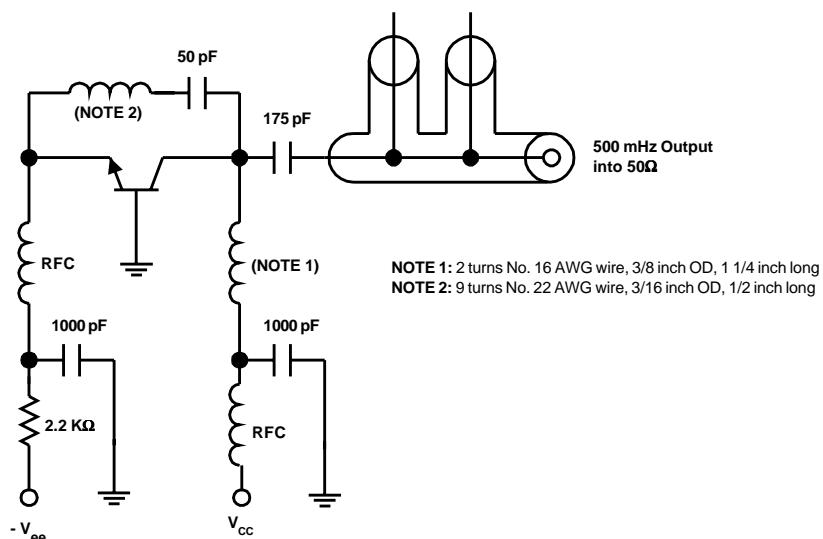 50 pF
(NOTE 2)
175 pF
500 mHz Output
into 50Ω
RFC
(NOTE 1)
NOTE 1: 2 turns No. 16 AWG wire, 3/8 inch OD, 1 1/4 inch long
NOTE 2: 9 turns No. 22 AWG wire, 3/16 inch OD, 1/2 inch long
1000 pF
1000 pF
2.2 KΩ
RFC
- Vee
VCC